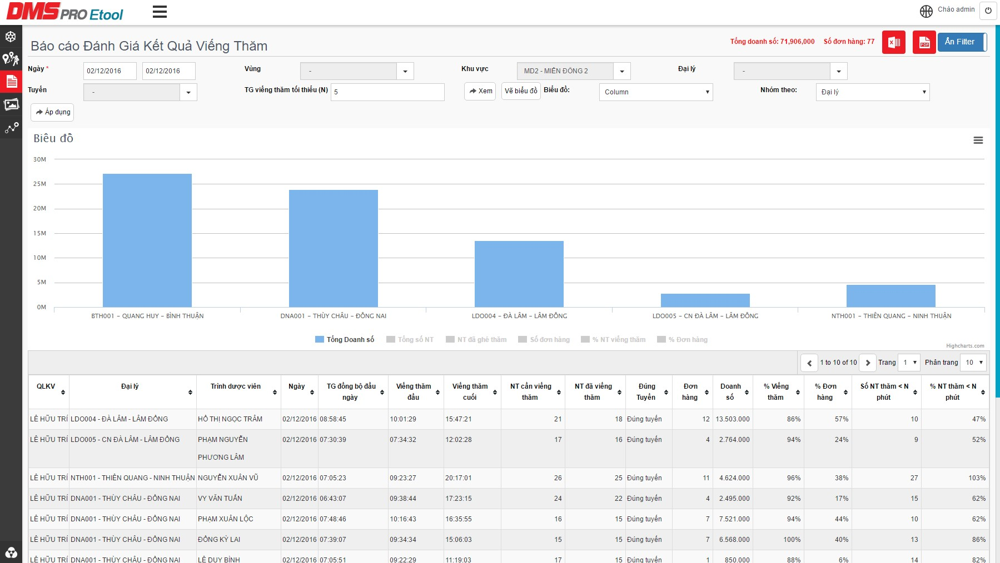 DMSPRO Etool
Chào admin
Báo cáo Đánh Giá Kết Quả Viếng Thăm
Tổng doanh số: 71,906,000 Số đơn hàng: 77
PDF
Ẩn Filter
Ngày * 02/12/2016 02/12/2016 Vùng - Khu vực MD2 - MIỀN ĐÔNG 2 Đại lý -
Tuyến - TG viếng thăm tối thiểu (N) 5 Xem Vẽ biểu đồ Biểu đồ: Column Nhóm theo: Đại lý
Áp dụng
Biểu đồ
30M
25M
20M
15M
10M
5M
0M
BTH001 - QUANG HUY - BÌNH THUẬN DNA001 - THÙY CHÂU - ĐỒNG NAI LDO004 - ĐÀ LÂM - LÂM ĐỒNG LDO005 - CN ĐÀ LÂM - LÂM ĐỒNG NTH001 - THIÊN QUANG - NINH THUẬN
Tổng Doanh số Tổng số NT NT đã ghé thăm Số đơn hàng % NT viếng thăm % Đơn hàng
Highcharts.com
1 to 10 of 10 Trang 1 Phân trang 10
QLKV Đại lý Trình dược viên Ngày TG đồng bộ đầu ngày Viếng thăm đầu Viếng thăm cuối NT cần viếng thăm NT đã viếng thăm Đúng Tuyến Đơn hàng Doanh số % Viếng thăm % Đơn hàng Số NT thăm < N phút % NT thăm < N phút
LÊ HỮU TRÍ LDO004 - ĐÀ LÂM - LÂM ĐỒNG HỒ THỊ NGỌC TRÂM 02/12/2016 08:58:45 10:01:29 15:47:21 21 18 Đúng tuyến 12 13.503.000 86% 57% 10 47%
LÊ HỮU TRÍ LDO005 - CN ĐÀ LÂM - LÂM ĐỒNG PHẠM NGUYỄN PHƯƠNG LÂM 02/12/2016 07:30:39 07:34:32 12:02:28 17 16 Đúng tuyến 4 2.764.000 94% 24% 9 52%
LÊ HỮU TRÍ NTH001 - THIÊN QUANG - NINH THUẬN NGUYỄN XUÂN VŨ 02/12/2016 07:05:23 09:23:27 20:17:01 26 25 Đúng tuyến 11 4.624.000 96% 38% 27 103%
LÊ HỮU TRÍ DNA001 - THÙY CHÂU - ĐỒNG NAI VY VĂN TUẤN 02/12/2016 06:43:07 09:38:44 17:23:15 24 22 Đúng tuyến 4 2.495.000 92% 17% 15 62%
LÊ HỮU TRÍ DNA001 - THÙY CHÂU - ĐỒNG NAI PHẠM XUÂN LỘC 02/12/2016 07:48:46 10:16:43 16:35:55 16 15 Đúng tuyến 7 7.521.000 94% 44% 10 62%
LÊ HỮU TRÍ DNA001 - THÙY CHÂU - ĐỒNG NAI ĐỒNG KỲ LAI 02/12/2016 07:39:07 09:34:34 15:06:03 15 15 Đúng tuyến 7 6.568.000 100% 40% 13 86%
LÊ HỮU TRÍ DNA001 - THÙY CHÂU - ĐỒNG NAI LÊ DUY BÌNH 02/12/2016 07:05:51 09:22:29 11:19:03 17 15 Đúng tuyến 1 850.000 88% 6% 14 82%